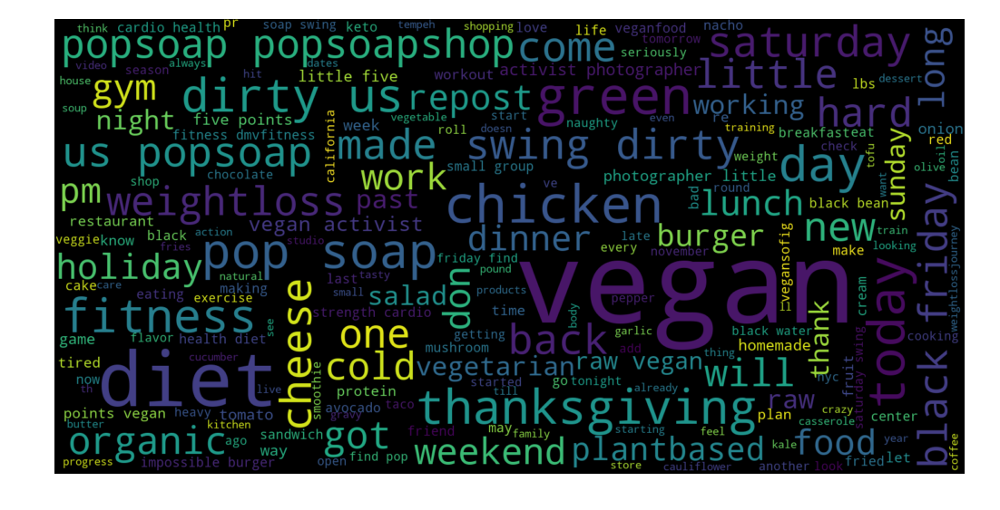 think cardio health pr soap swing keto tempeh shopping love life veganfood nacho
popsoap popsoapshop come tomorrow saturday
seriously
video always season hit dates little five workout activist photographer little lbs dessert long
house gym dirty us repost green working hard
soup night five points week vegetable start naughty re training breakfast eat onion
california roll doesn even check red
fitness dmvfitness
us popsoap made swing dirty weight day tofu oil
chocolate small group photographer little want olive bean
shop work ve bad round
pm weightloss past chicken lunch black bean sunday
restaurant vegan activist dinner burger new
veggie know black action studio friday find every late vegansofig train
fries november make looking
holiday pop soap pound vegan black friday
cake care natural tasty last small products pepper today weightlossjourney
making
eating exercise salad don time cream
fitness strength cardio body ll thank
game flavor health diet see getting garlic black water cooking
cheese one mushroom back add thing homemade
tired cucumber cold vegetarian raw vegan will nyc fruit
now diet live smoothie started go tonight already saturday swing
th protein till
points vegan heavy tomato avocado taco thanksgiving raw crazy plan center
butter kitchen gravy friend may family starting feel casserole
organic ago sandwich got weekend plantbased kale food year
way find pop fried let coffee
progress impossible burger open store cauliflower another look